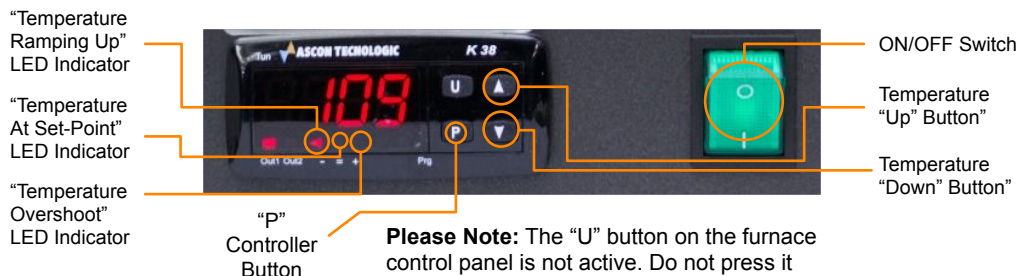 “Temperature
Ramping Up”
LED Indicator
“Temperature
At Set-Point”
LED Indicator
“Temperature
Overshoot”
LED Indicator
“P”
Controller
Button
Tun
ASCON TECNOLOGIC
K 38
109
U
P
Out1 Out2 - = + Prg
ON/OFF Switch
Temperature
“Up” Button”
Temperature
“Down” Button”
Please Note: The “U” button on the furnace
control panel is not active. Do not press it